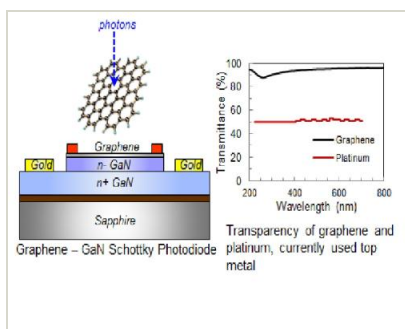 photons
Graphene
Gold
n- GaN
Gold
n+ GaN
Sapphire
Graphene – GaN Schottky Photodiode
Transmittance (%)
100
80
60
40
20
0
Graphene
Platinum
200
400
600
800
Wavelength (nm)
Transparency of graphene and
platinum, currently used top
metal